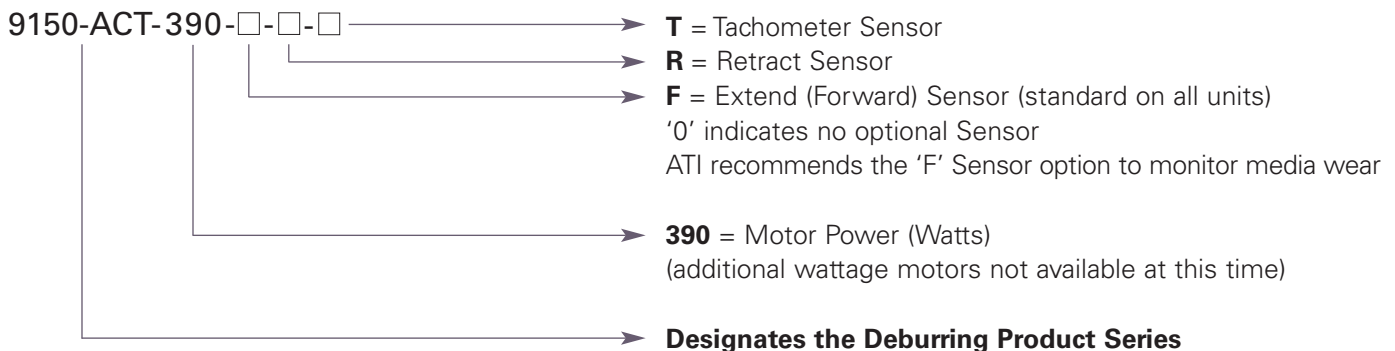 9150-ACT-390-□-□-□
T = Tachometer Sensor
R = Retract Sensor
F = Extend (Forward) Sensor (standard on all units)
‘0’ indicates no optional Sensor
ATI recommends the ‘F’ Sensor option to monitor media wear
390 = Motor Power (Watts)
(additional wattage motors not available at this time)
Designates the Deburring Product Series